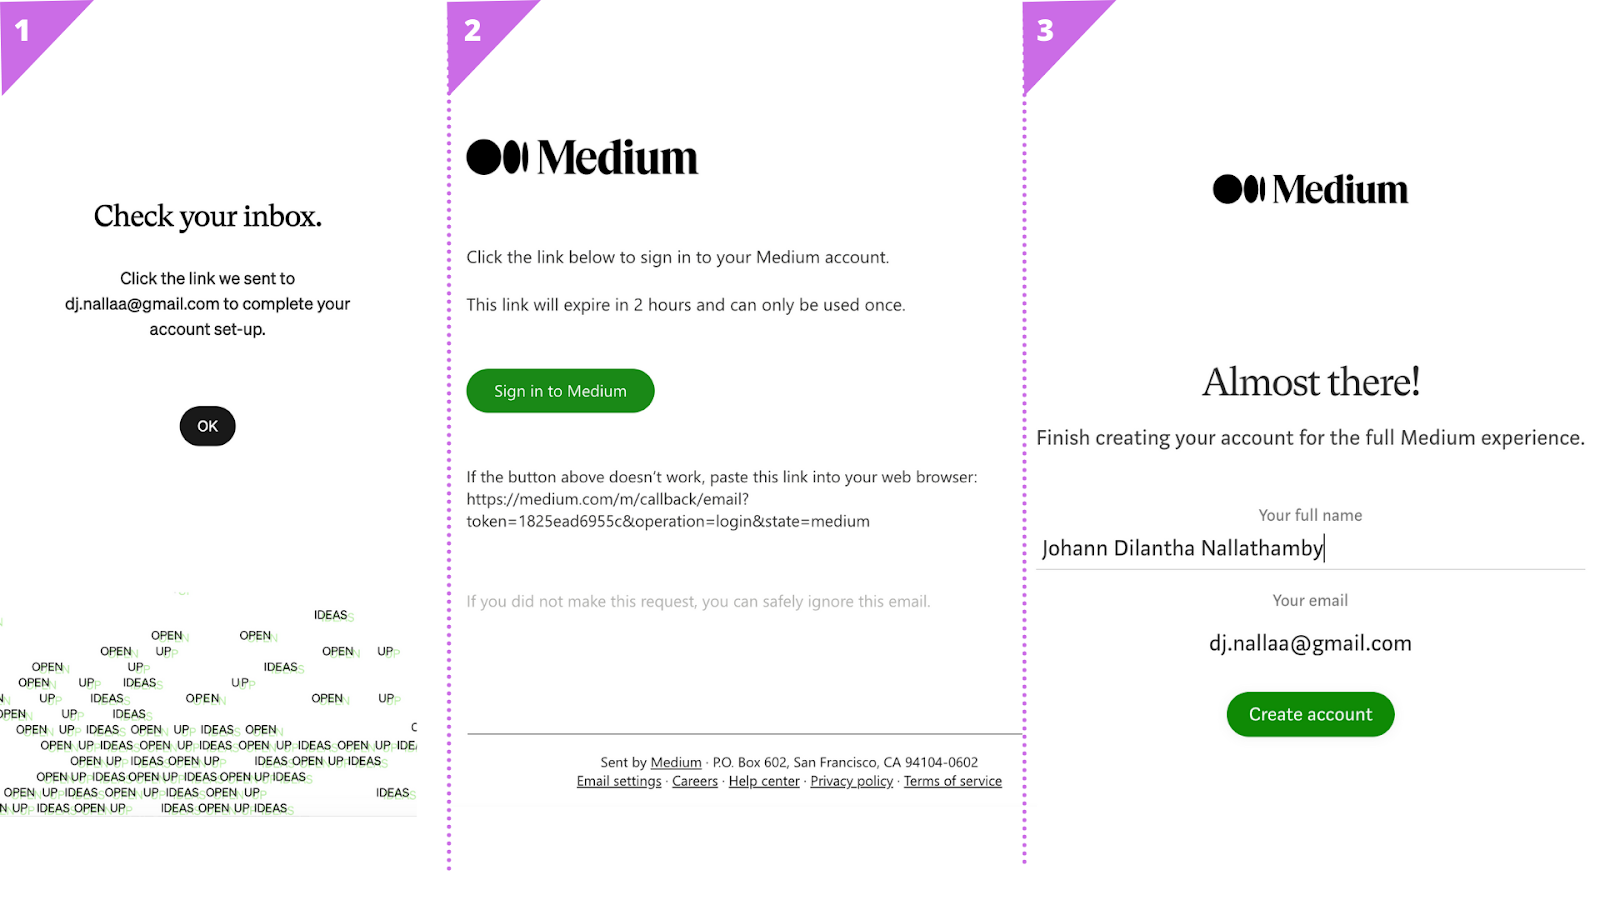 1
Check your inbox.
Click the link we sent to
dj.nallaa@gmail.com to complete your
account set-up.
OK
IDEAS
OPEN OPEN
OPEN UP OPEN UP
OPEN UP IDEAS
OPEN UP IDEAS UP
UP IDEAS OPEN OPEN UP
OPEN UP IDEAS
OPEN UP IDEAS OPEN UP IDEAS OPEN
OPEN UP IDEAS OPEN UP IDEAS OPEN UP IDEAS OPEN UP
OPEN UP IDEAS OPEN UP IDEAS OPEN UP IDEAS
OPEN UP IDEAS OPEN UP IDEAS OPEN UP IDEAS
OPEN UP IDEAS OPEN UP IDEAS OPEN UP IDEAS
UP IDEAS OPEN UP IDEAS OPEN UP IDEAS
2
Medium
Click the link below to sign in to your Medium account.
This link will expire in 2 hours and can only be used once.
Sign in to Medium
If the button above doesn't work, paste this link into your web browser:
https://medium.com/m/callback/email?
token=1825ead6955c&operation=login&state=medium
If you did not make this request, you can safely ignore this email.
Sent by Medium · P.O. Box 602, San Francisco, CA 94104-0602
Email settings · Careers · Help center · Privacy policy · Terms of service
3
Medium
Almost there!
Finish creating your account for the full Medium experience.
Your full name
Johann Dilantha Nallathamby
Your email
dj.nallaa@gmail.com
Create account